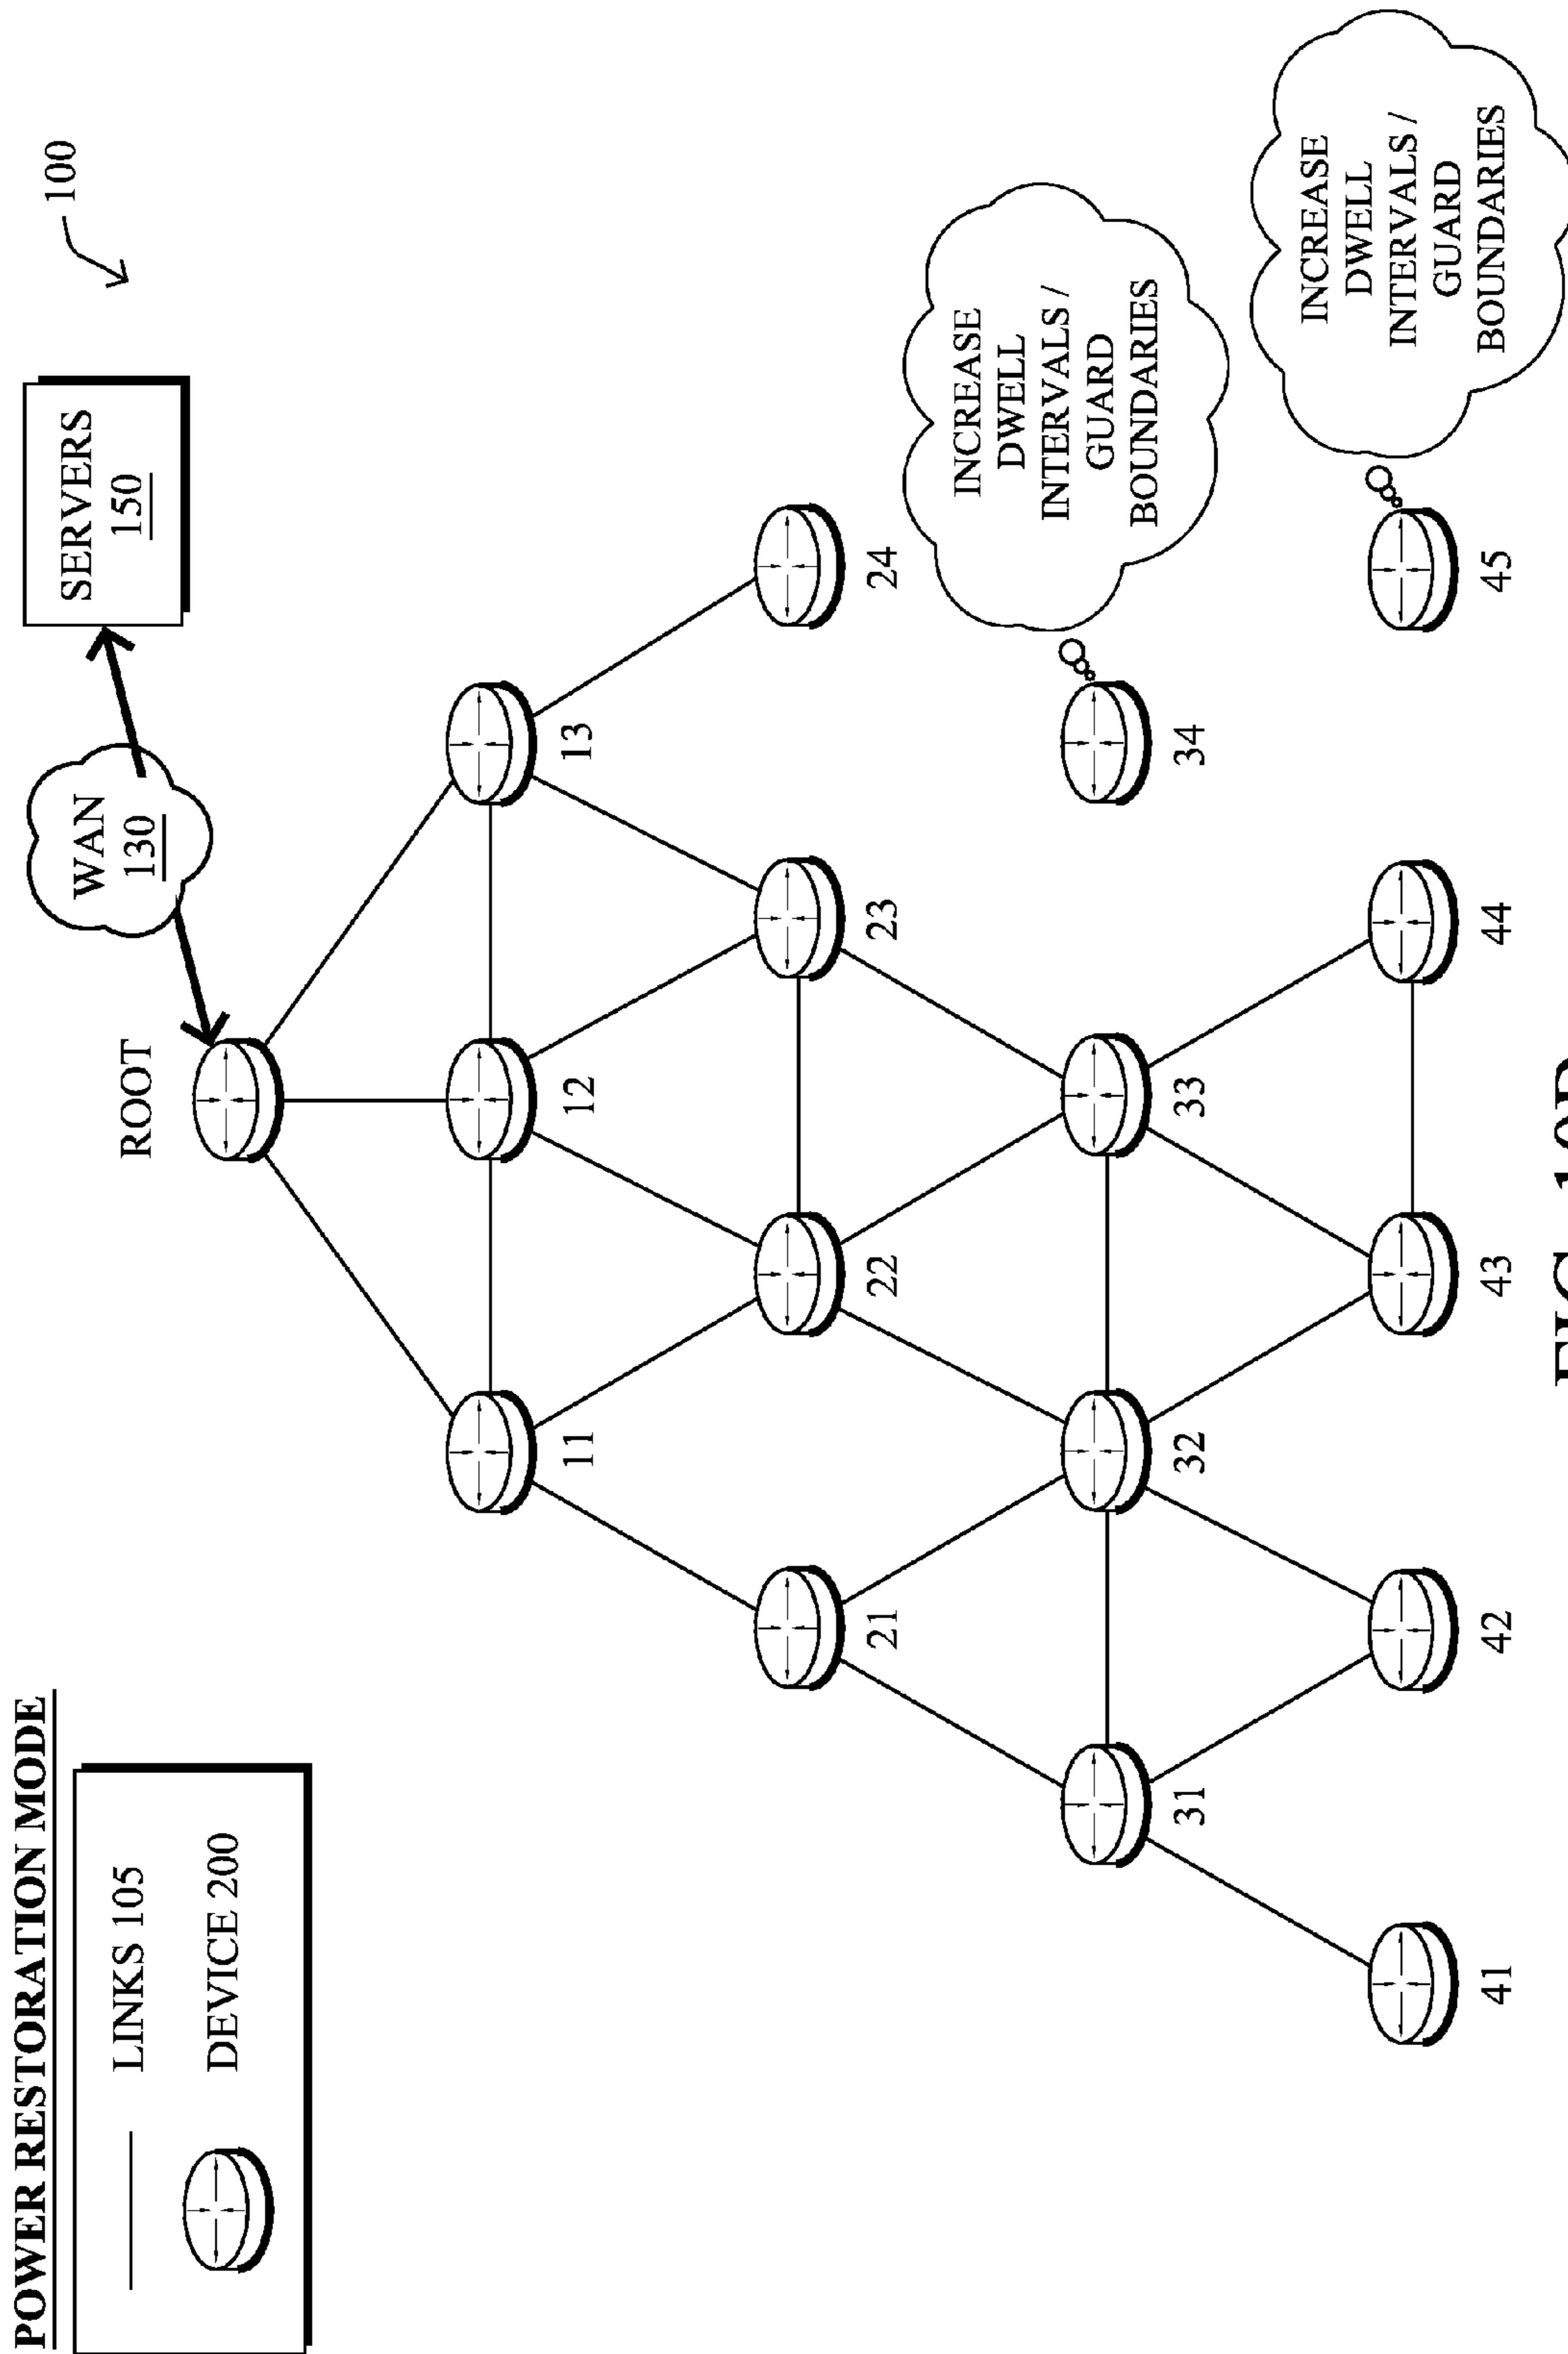 POWER RESTORATION MODE
LINKS 105
DEVICE 200
100
SERVERS
150
WAN
130
ROOT
11
12
13
21
22
23
24
INCREASE
DWELL
INTERVALS /
GUARD
BOUNDARIES
31
32
33
34
INCREASE
DWELL
INTERVALS /
GUARD
BOUNDARIES
41
42
43
44
45